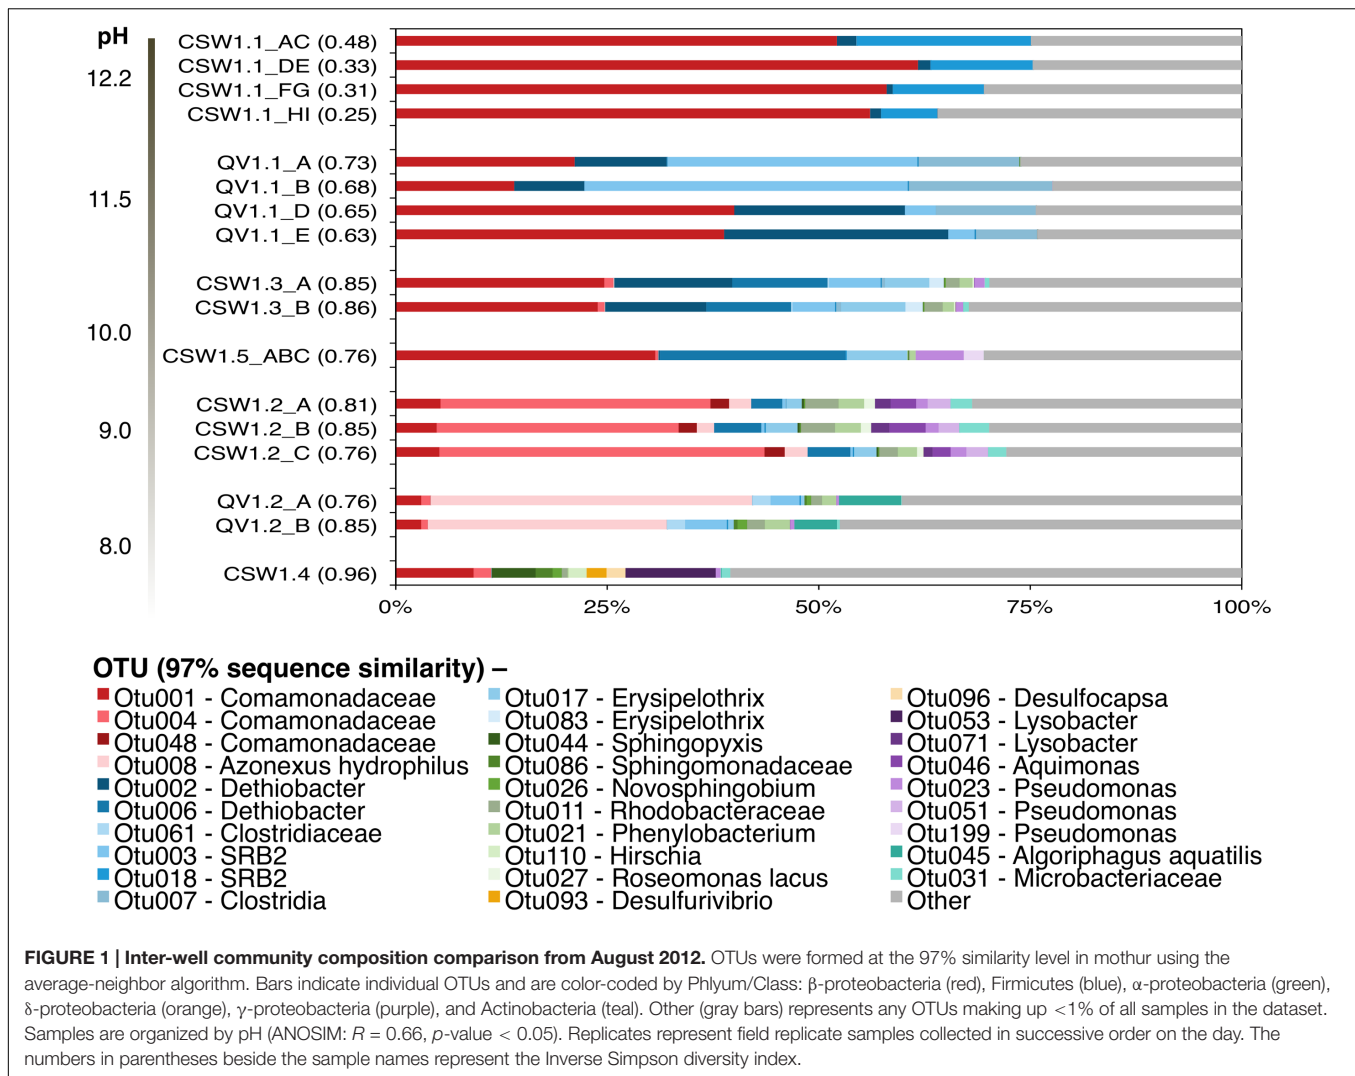 pH
12.2
11.5
10.0
9.0
8.0
CSW1.1_AC (0.48)
CSW1.1_DE (0.33)
CSW1.1_FG (0.31)
CSW1.1_HI (0.25)
QV1.1_A (0.73)
QV1.1_B (0.68)
QV1.1_D (0.65)
QV1.1_E (0.63)
CSW1.3_A (0.85)
CSW1.3_B (0.86)
CSW1.5_ABC (0.76)
CSW1.2_A (0.81)
CSW1.2_B (0.85)
CSW1.2_C (0.76)
QV1.2_A (0.76)
QV1.2_B (0.85)
CSW1.4 (0.96)
0% 25% 50% 75% 100%
OTU (97% sequence similarity) –
Otu001 - Comamonadaceae
Otu004 - Comamonadaceae
Otu048 - Comamonadaceae
Otu008 - Azonexus hydrophilus
Otu002 - Dethiobacter
Otu006 - Dethiobacter
Otu061 - Clostridiaceae
Otu003 - SRB2
Otu018 - SRB2
Otu007 - Clostridia
Otu017 - Erysipelothrix
Otu083 - Erysipelothrix
Otu044 - Sphingopyxis
Otu086 - Sphingomonadaceae
Otu026 - Novosphingobium
Otu011 - Rhodobacteraceae
Otu021 - Phenylobacterium
Otu110 - Hirschia
Otu027 - Roseomonas lacus
Otu093 - Desulfurivibrio
Otu096 - Desulfocapsa
Otu053 - Lysobacter
Otu071 - Lysobacter
Otu046 - Aquimonas
Otu023 - Pseudomonas
Otu051 - Pseudomonas
Otu199 - Pseudomonas
Otu045 - Algoriphagus aquatilis
Otu031 - Microbacteriaceae
Other
FIGURE 1 | Inter-well community composition comparison from August 2012. OTUs were formed at the 97% similarity level in mothur using the
average-neighbor algorithm. Bars indicate individual OTUs and are color-coded by Phlyum/Class: β-proteobacteria (red), Firmicutes (blue), α-proteobacteria (green),
δ-proteobacteria (orange), γ-proteobacteria (purple), and Actinobacteria (teal). Other (gray bars) represents any OTUs making up <1% of all samples in the dataset.
Samples are organized by pH (ANOSIM: R = 0.66, p-value < 0.05). Replicates represent field replicate samples collected in successive order on the day. The
numbers in parentheses beside the sample names represent the Inverse Simpson diversity index.